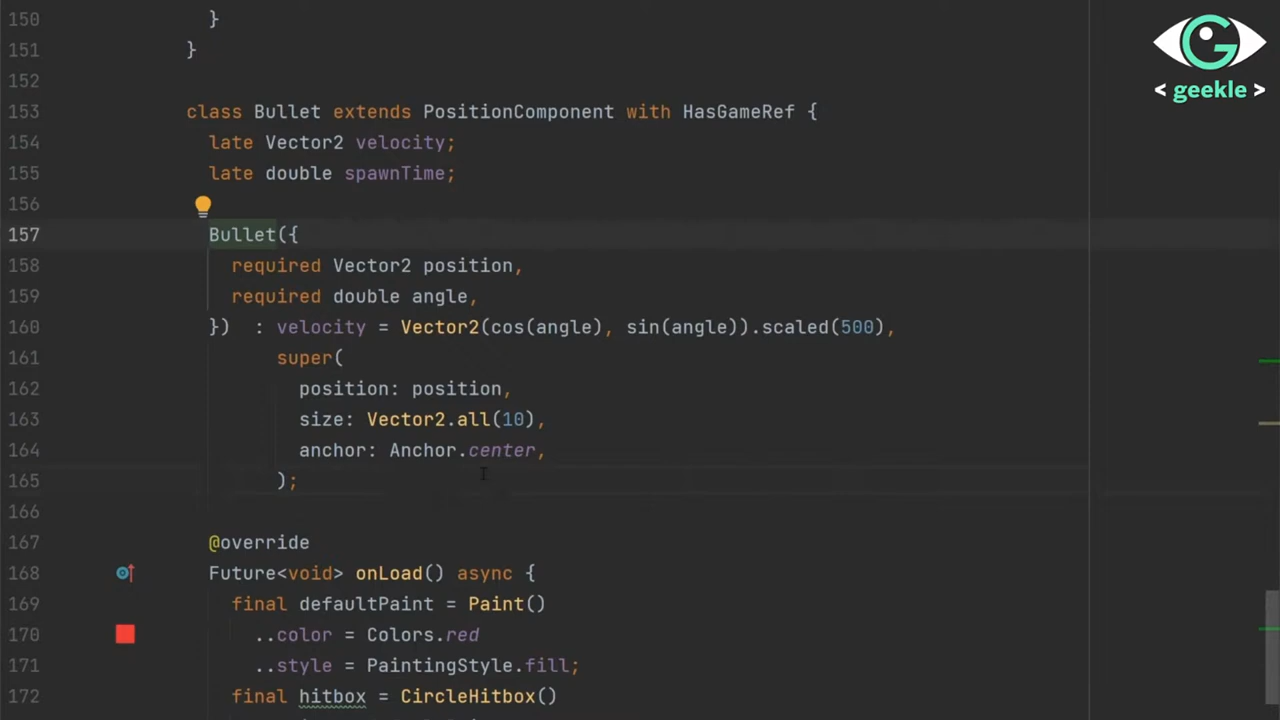 150 }
151 }
152
153 class Bullet extends PositionComponent with HasGameRef {
154 late Vector2 velocity;
155 late double spawnTime;
156
157 Bullet({
158 required Vector2 position,
159 required double angle,
160 }) : velocity = Vector2(cos(angle), sin(angle)).scaled(500),
161 super(
162 position: position,
163 size: Vector2.all(10),
164 anchor: Anchor.center,
165 );
166
167 @override
168 Future<void> onLoad() async {
169 final defaultPaint = Paint()
170 ..color = Colors.red
171 ..style = PaintingStyle.fill;
172 final hitbox = CircleHitbox()
G
< geekle >